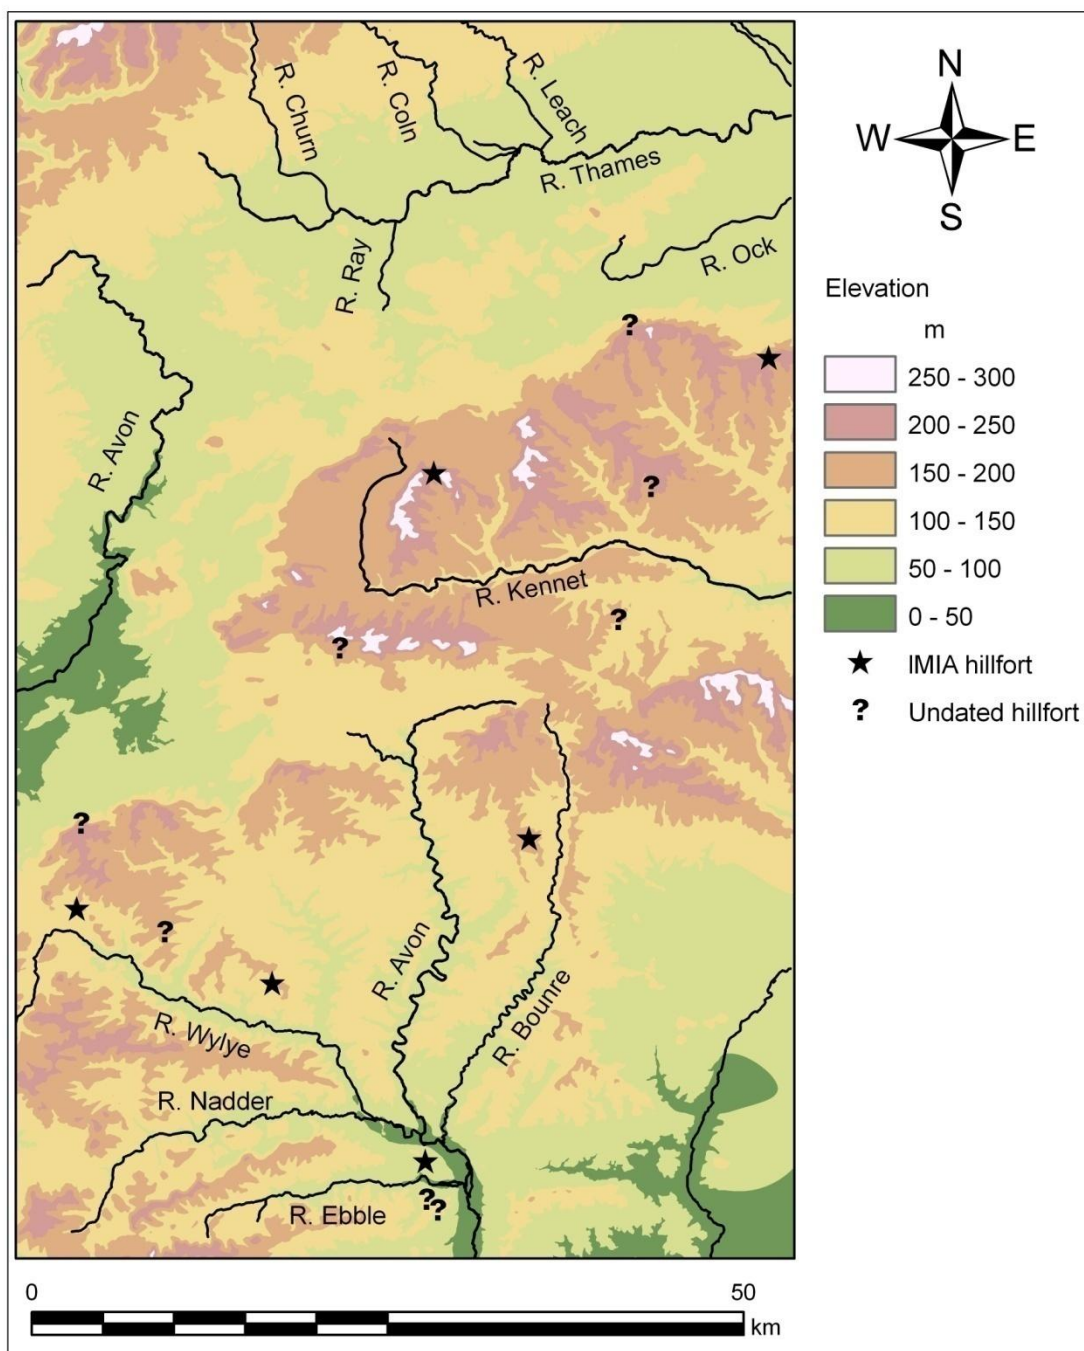 R. Churn
R. Coln
R. Leach
R. Thames
R. Ray
R. Ock
R. Avon
R. Kennet
R. Avon
R. Bounre
R. Wylye
R. Nadder
R. Ebble
?
?
?
?
?
?
?
?
N
W
E
S
Elevation
m
250 - 300
200 - 250
150 - 200
100 - 150
50 - 100
0 - 50
lMIA hillfort
? Undated hillfort
0
50
km